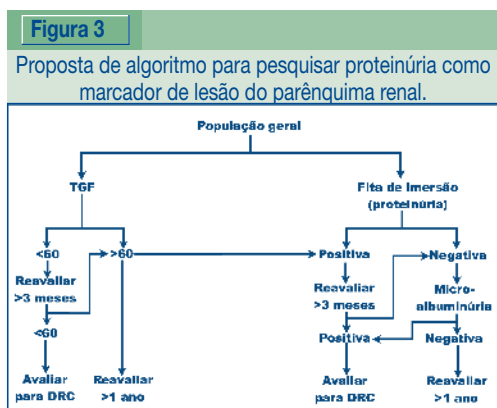 Figura 3
Proposta de algoritmo para pesquisar proteinúria como
marcador de lesão do parênquima renal.
População geral
TGF
Fita de imersão
(proteinúria)
<60
>60
Positiva
Negativa
Reavaliar
>3 meses
Reavaliar
>3 meses
Micro-
albuminúria
<60
Positiva
Negativa
Avaliar
para DRC
Reavaliar
>1 ano
Avaliar
para DRC
Reavaliar
>1 ano